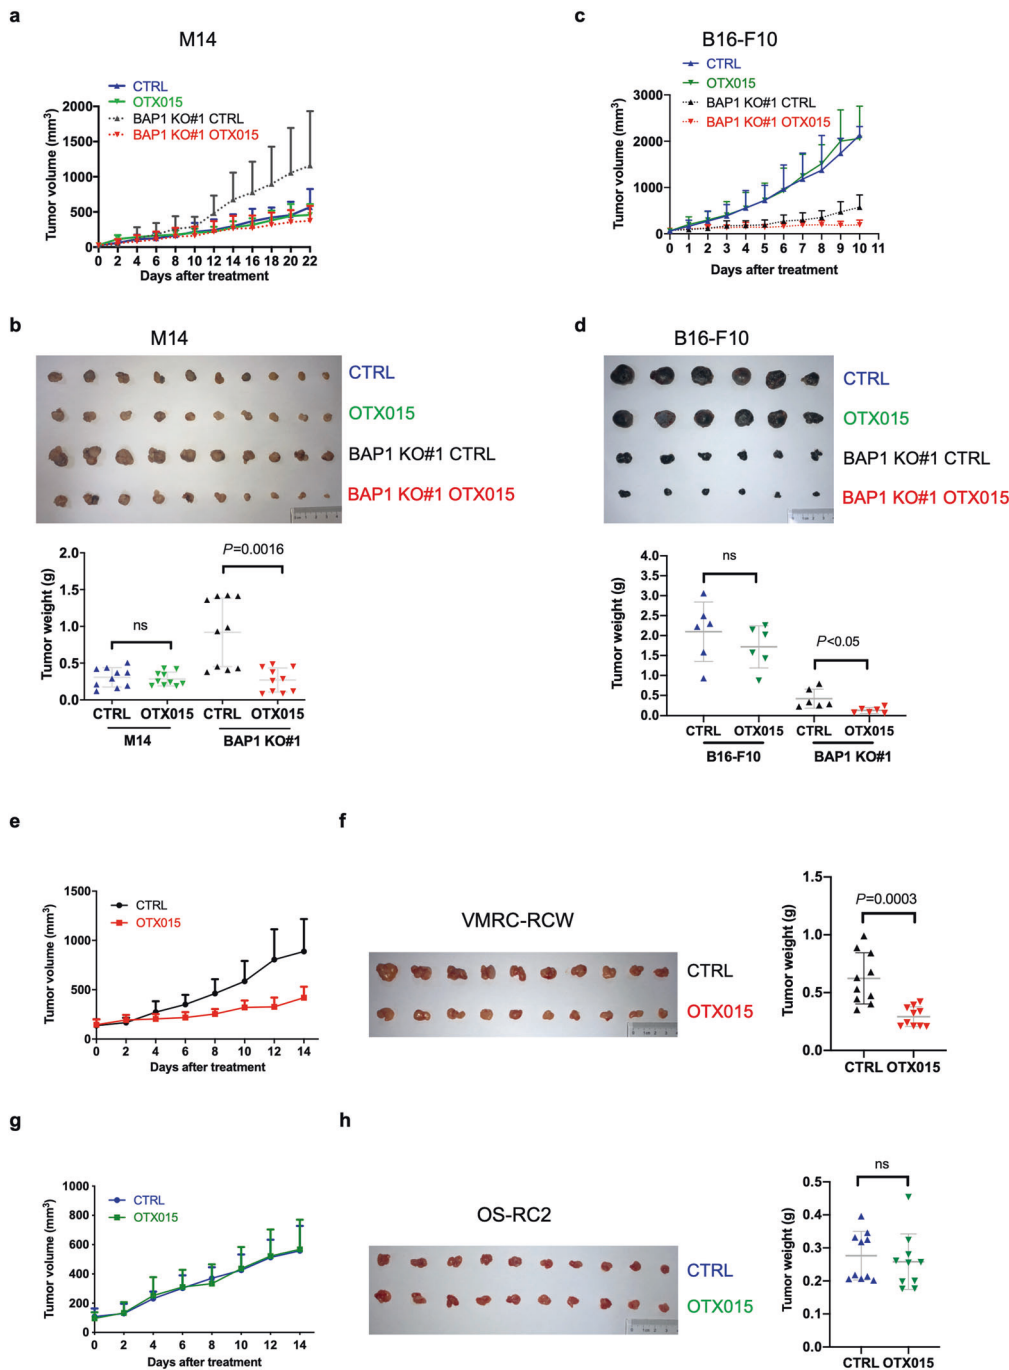 a
M14
CTRL
OTX015
BAP1 KO#1 CTRL
BAP1 KO#1 OTX015
Tumor volume (mm³)
2000
1500
1000
500
0
0 2 4 6 8 10 12 14 16 18 20 22
Days after treatment
c
B16-F10
CTRL
OTX015
BAP1 KO#1 CTRL
BAP1 KO#1 OTX015
Tumor volume (mm³)
3000
2000
1000
0
0 1 2 3 4 5 6 7 8 9 10 11
Days after treatment
b
M14
CTRL
OTX015
BAP1 KO#1 CTRL
BAP1 KO#1 OTX015
Tumor weight (g)
2.0
1.5
1.0
0.5
0.0
ns
P=0.0016
CTRL OTX015 CTRL OTX015
M14 BAP1 KO#1
d
B16-F10
CTRL
OTX015
BAP1 KO#1 CTRL
BAP1 KO#1 OTX015
Tumor weight (g)
4.0
3.5
3.0
2.5
2.0
1.5
1.0
0.5
0.0
ns
P<0.05
CTRL OTX015 CTRL OTX015
B16-F10 BAP1 KO#1
e
Tumor volume (mm³)
1500
1000
500
0
CTRL
OTX015
0 2 4 6 8 10 12 14
Days after treatment
f
VMRC-RCW
CTRL
OTX015
Tumor weight (g)
1.5
1.0
0.5
0.0
P=0.0003
CTRL OTX015
g
Tumor volume (mm³)
1000
800
600
400
200
0
CTRL
OTX015
0 2 4 6 8 10 12 14
Days after treatment
h
OS-RC2
CTRL
OTX015
Tumor weight (g)
0.5
0.4
0.3
0.2
0.1
0.0
ns
CTRL OTX015